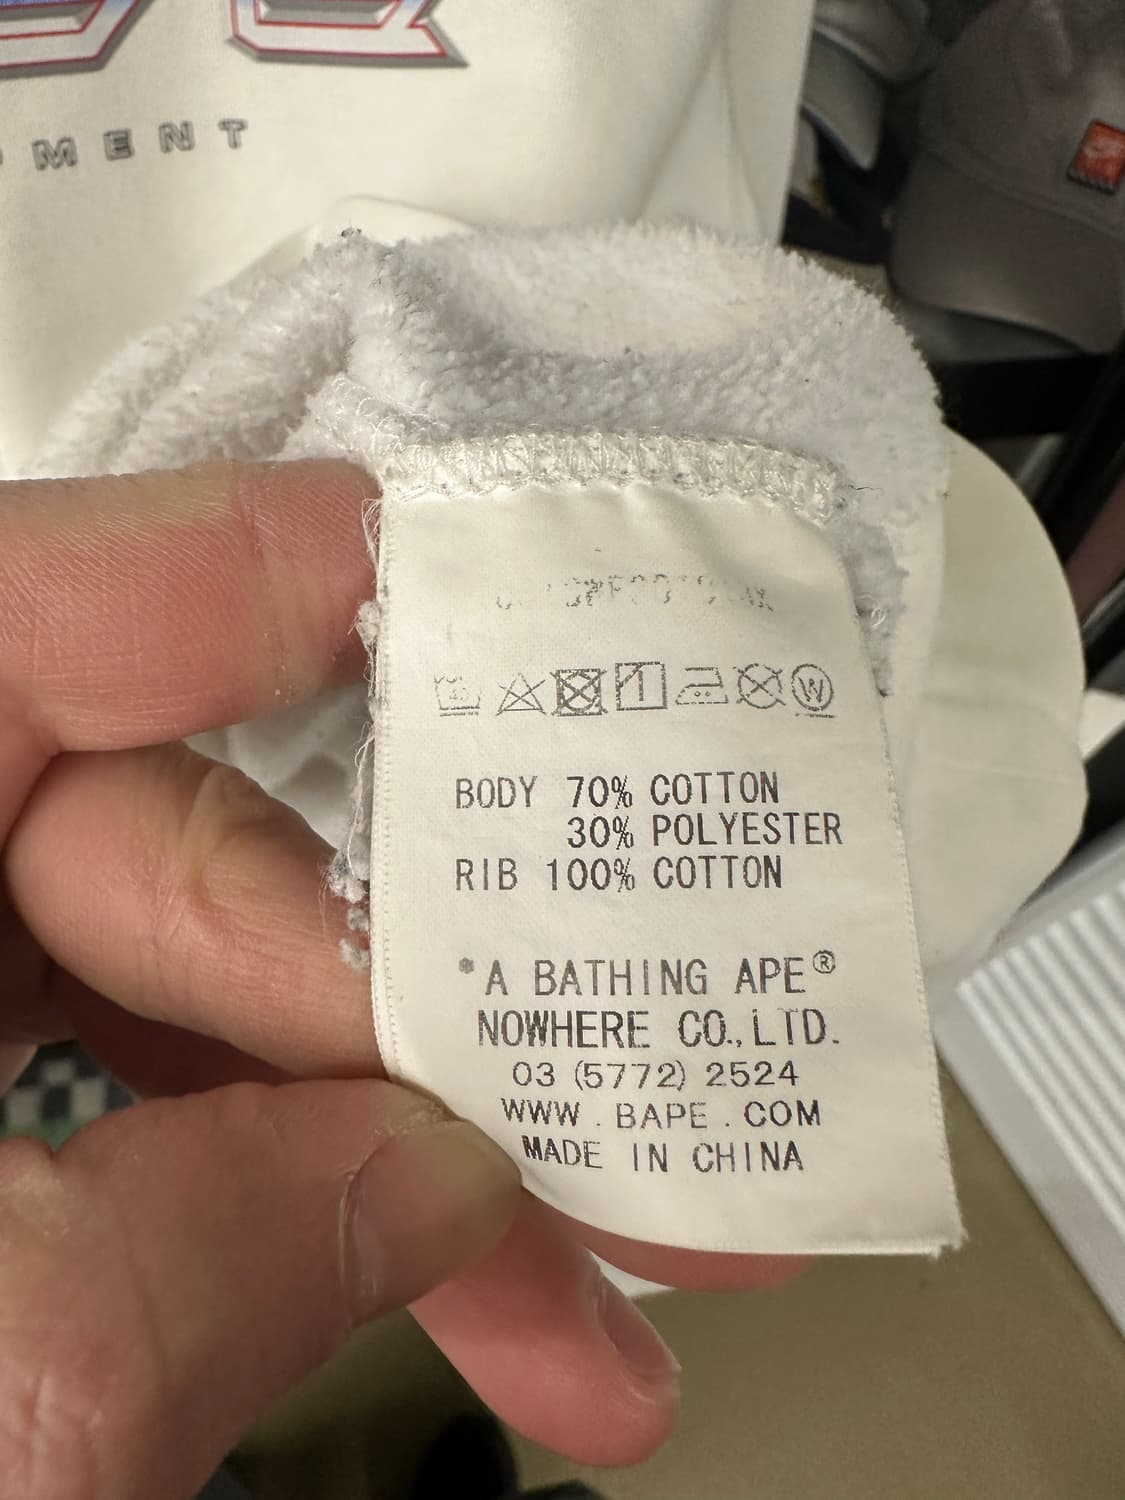 MENT
BODY 70% COTTON
30% POLYESTER
RIB 100% COTTON
*A BATHING APE®
NOWHERE CO.,LTD.
03 (5772) 2524
WWW.BAPE.COM
MADE IN CHINA